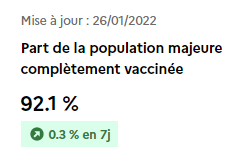 Mise à jour : 26/01/2022
Part de la population majeure
complètement vaccinée
92.1 %
0.3 % en 7j